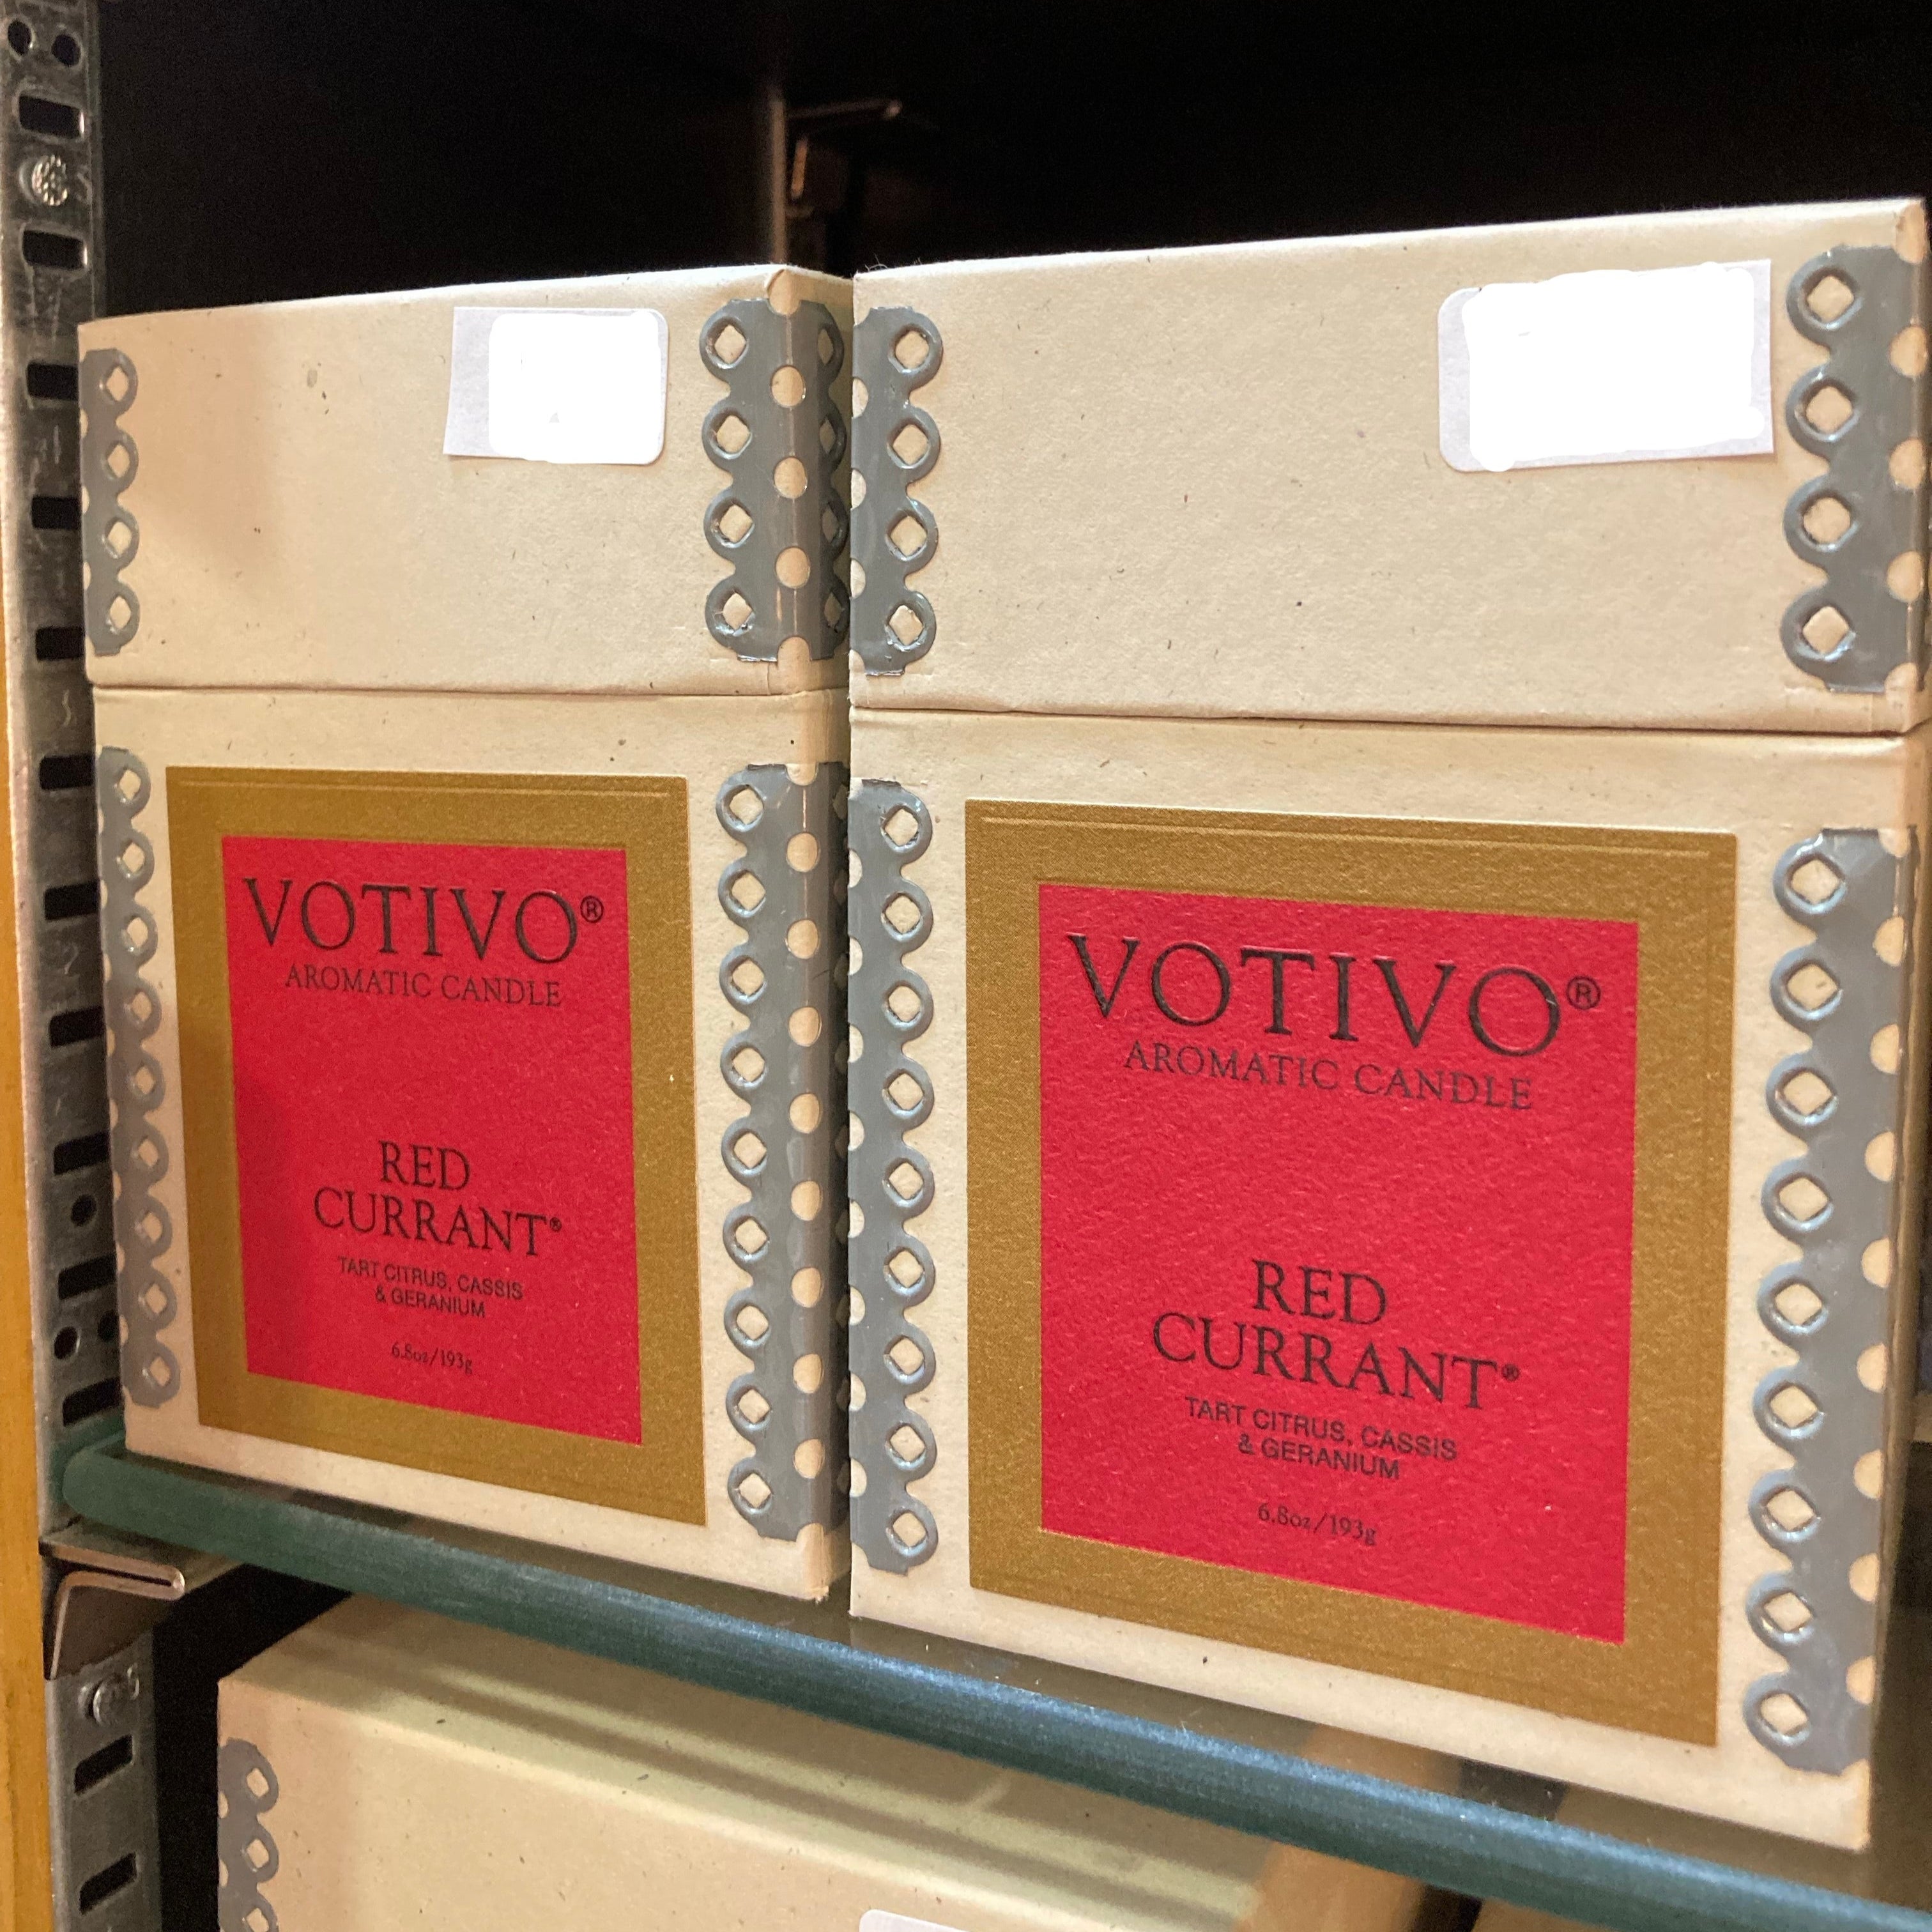 VOTIVO®
AROMATIC CANDLE
RED
CURRANT®
TART CITRUS, CASSIS
& GERANIUM
6.8oz/193g
VOTIVO®
AROMATIC CANDLE
RED
CURRANT®
TART CITRUS, CASSIS
& GERANIUM
6.8oz/193g